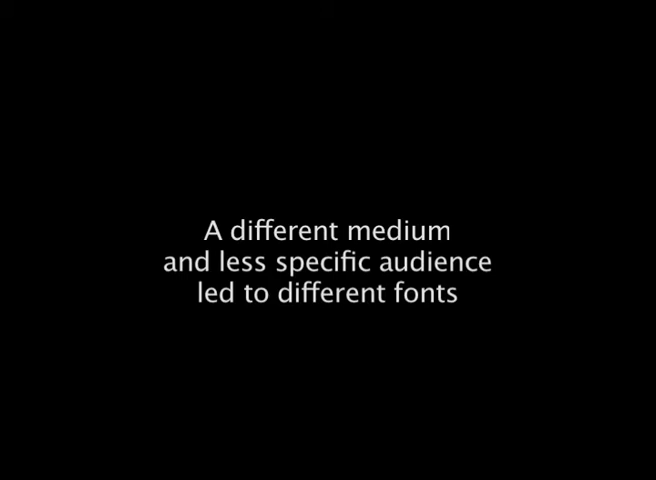 A different medium
and less specific audience
led to different fonts